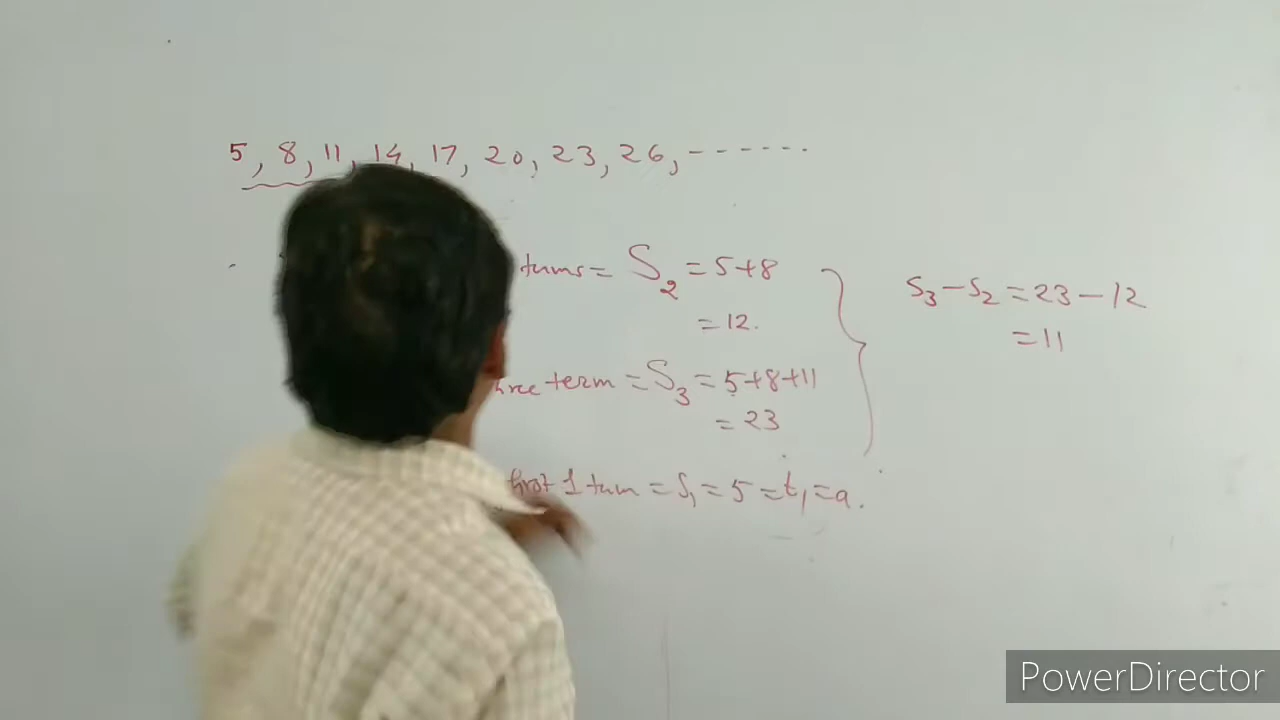 5, 8, 11, 14, 17, 20, 23, 26, -------
terms = S₂ = 5+8
= 12.
S₃ - S₂ = 23 - 12
= 11
term = S₃ = 5+8+11
= 23
1 term = S₁ = 5 = t₁ = a.
PowerDirector